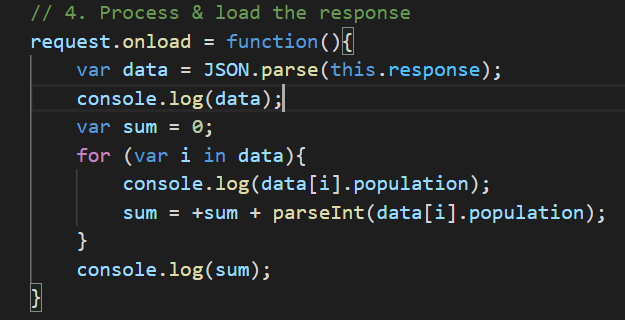 // 4. Process & load the response
request.onload = function(){
    var data = JSON.parse(this.response);
    console.log(data);
    var sum = 0;
    for (var i in data){
        console.log(data[i].population);
        sum = +sum + parseInt(data[i].population);
    }
    console.log(sum);
}